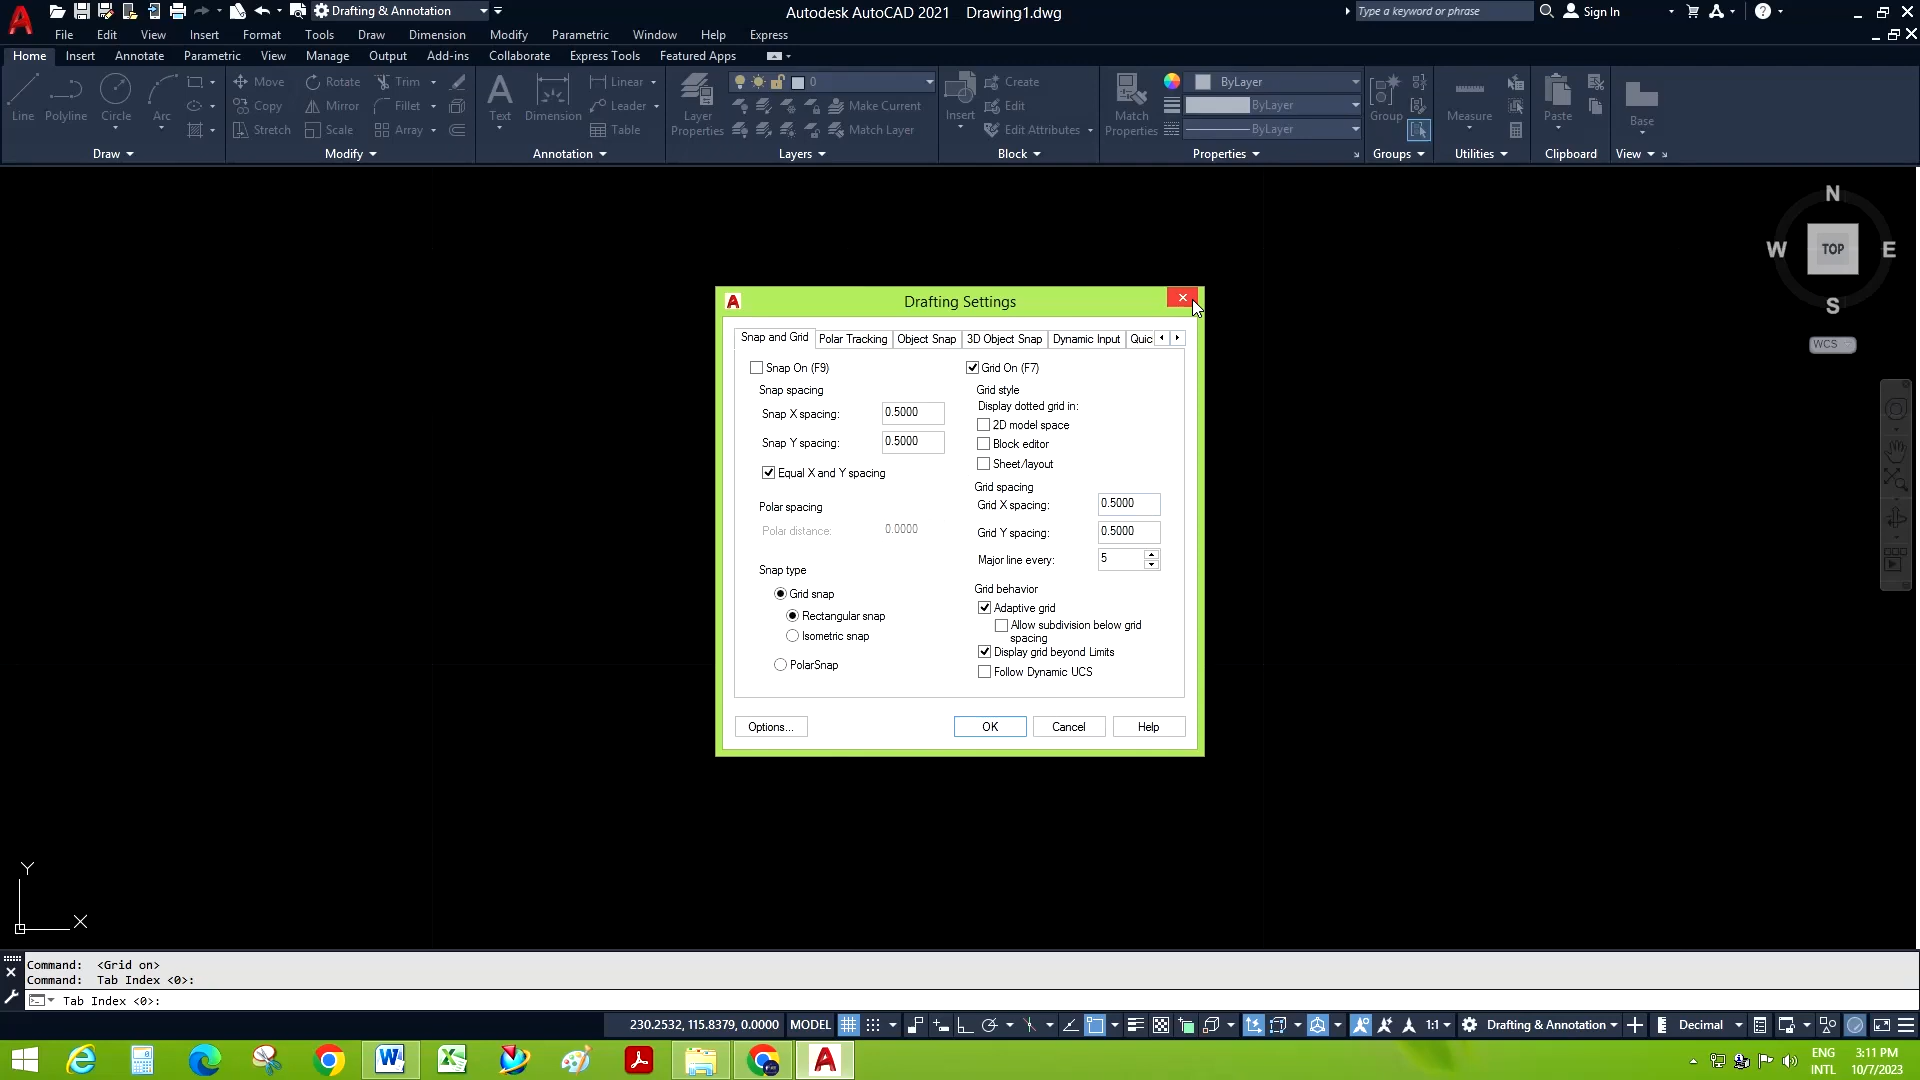 Drafting & Annotation
Autodesk AutoCAD 2021 Drawing1.dwg
Type a keyword or phrase
Sign In
File Edit View Insert Format Tools Draw Dimension Modify Parametric Window Help Express
Home Insert Annotate Parametric View Manage Output Add-ins Collaborate Express Tools Featured Apps
Line Polyline Circle Arc
Move Rotate Trim
Copy Mirror Fillet
Stretch Scale Array
Text Dimension
Linear
Leader
Table
Layer Properties
0
Make Current
Match Layer
Insert
Create
Edit
Edit Attributes
Match Properties
ByLayer
ByLayer
ByLayer
Group
Measure
Paste
Base
Draw Modify Annotation Layers Block Properties Groups Utilities Clipboard View
N
W TOP E
S
WCS
Drafting Settings
Snap and Grid Polar Tracking Object Snap 3D Object Snap Dynamic Input Quic
Snap On (F9)
Snap spacing
Snap X spacing: 0.5000
Snap Y spacing: 0.5000
Equal X and Y spacing
Polar spacing
Polar distance: 0.0000
Snap type
Grid snap
Rectangular snap
Isometric snap
PolarSnap
Grid On (F7)
Grid style
Display dotted grid in:
2D model space
Block editor
Sheet/layout
Grid spacing
Grid X spacing: 0.5000
Grid Y spacing: 0.5000
Major line every: 5
Grid behavior
Adaptive grid
Allow subdivision below grid
spacing
Display grid beyond Limits
Follow Dynamic UCS
Options... OK Cancel Help
Y
X
Command: <Grid on>
Command: Tab Index <0>:
Tab Index <0>:
230.2532, 115.8379, 0.0000 MODEL 1:1 Drafting & Annotation Decimal
ENG 3:11 PM
INTL 10/7/2023